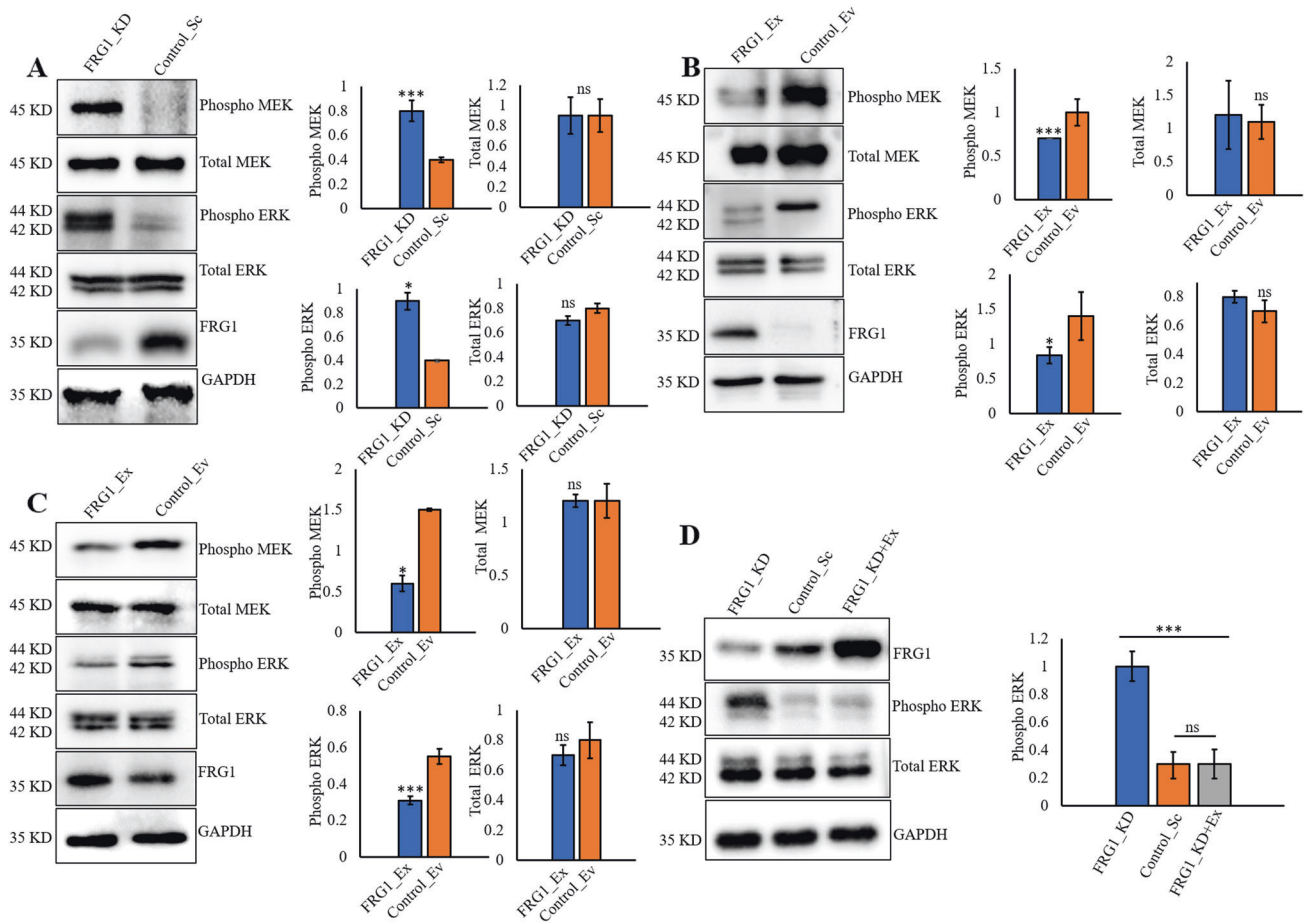 A
FRG1_KD
Control_Sc
45 KD
Phospho MEK
45 KD
Total MEK
44 KD
42 KD
Phospho ERK
44 KD
42 KD
Total ERK
35 KD
FRG1
35 KD
GAPDH
Phospho MEK
1
0.8
0.6
0.4
0.2
0
***
FRG1_KD
Control_Sc
Total MEK
1.2
1
0.8
0.6
0.4
0.2
0
ns
FRG1_KD
Control_Sc
Phospho ERK
1
0.8
0.6
0.4
0.2
0
*
FRG1_KD
Control_Sc
Total ERK
1
0.8
0.6
0.4
0.2
0
ns
FRG1_KD
Control_Sc
B
FRG1_Ex
Control_Ev
45 KD
Phospho MEK
45 KD
Total MEK
44 KD
42 KD
Phospho ERK
44 KD
42 KD
Total ERK
35 KD
FRG1
35 KD
GAPDH
Phospho MEK
1.5
1
0.5
0
***
FRG1_Ex
Control_Ev
Total MEK
2
1.5
1
0.5
0
ns
FRG1_Ex
Control_Ev
Phospho ERK
2
1.5
1
0.5
0
*
FRG1_Ex
Control_Ev
Total ERK
0.8
0.6
0.4
0.2
0
ns
FRG1_Ex
Control_Ev
C
FRG1_Ex
Control_Ev
45 KD
Phospho MEK
45 KD
Total MEK
44 KD
42 KD
Phospho ERK
44 KD
42 KD
Total ERK
35 KD
FRG1
35 KD
GAPDH
Phospho MEK
2
1.5
1
0.5
0
*
FRG1_Ex
Control_Ev
Total MEK
1.5
1
0.5
0
ns
FRG1_Ex
Control_Ev
Phospho ERK
0.8
0.6
0.4
0.2
0
***
FRG1_Ex
Control_Ev
Total ERK
1
0.8
0.6
0.4
0.2
0
ns
FRG1_Ex
Control_Ev
D
FRG1_KD
Control_Sc
FRG1_KD+Ex
35 KD
FRG1
44 KD
42 KD
Phospho ERK
44 KD
42 KD
Total ERK
35 KD
GAPDH
Phospho ERK
1.2
1
0.8
0.6
0.4
0.2
0
***
ns
FRG1_KD
Control_Sc
FRG1_KD+Ex